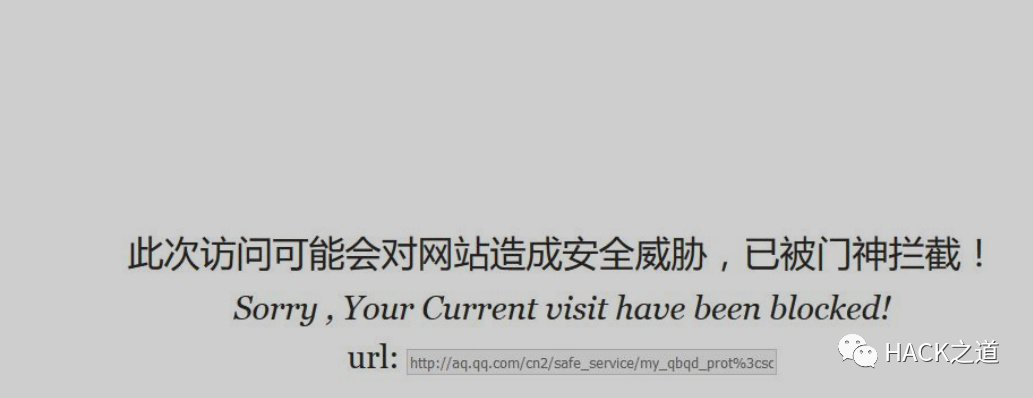 此次访问可能会对网站造成安全威胁，已被门神拦截！
Sorry , Your Current visit have been blocked!
url: http://aq.qq.com/cn2/safe_service/my_qbqd_prot%3csc
HACK之道